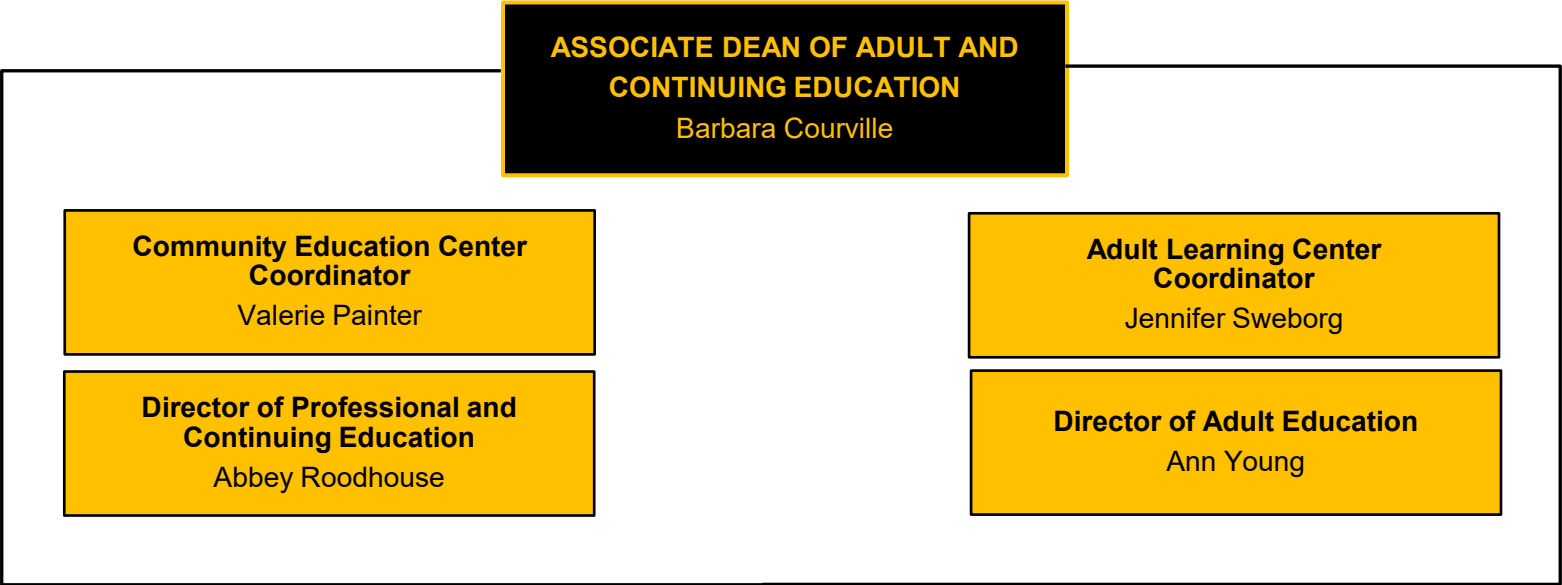 ASSOCIATE DEAN OF ADULT AND
CONTINUING EDUCATION
Barbara Courville
Community Education Center
Coordinator
Valerie Painter
Adult Learning Center
Coordinator
Jennifer Sweborg
Director of Professional and
Continuing Education
Abbey Roodhouse
Director of Adult Education
Ann Young